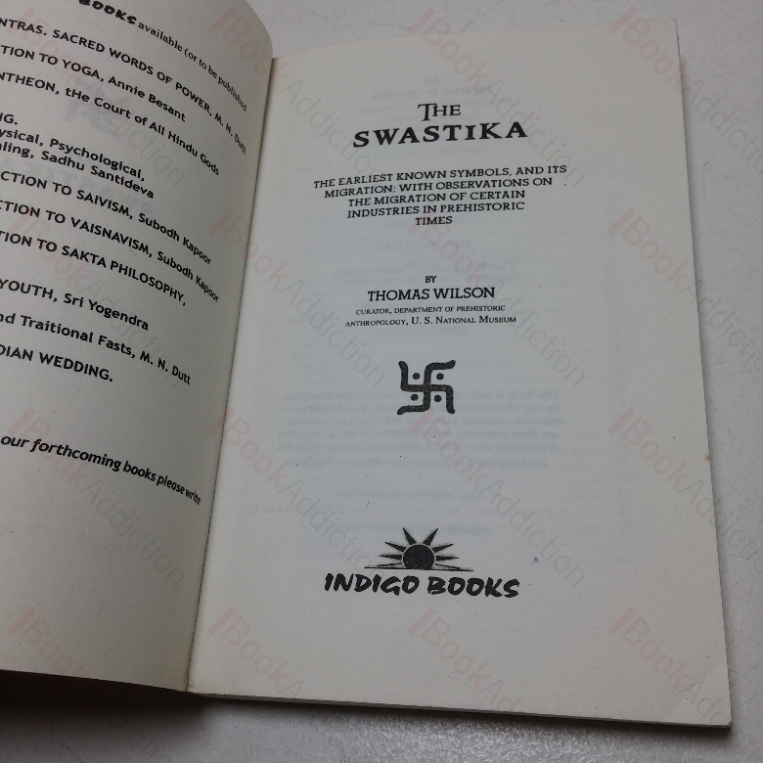 BOOKS available (or to be published
NTRAS. SACRED WORDS OF POWER, M. N. Dutt
TION TO YOGA, Annie Besant
NTHEON, the Court of All Hindu Gods
NG.
ysical, Psychological,
aling, Sadhu Santideva
CTION TO SAIVISM, Subodh Kapoor
CTION TO VAISNAVISM, Subodh Kapoor
TION TO SAKTA PHILOSOPHY,
YOUTH, Sri Yogendra
nd Traitional Fasts, M. N. Dutt
DIAN WEDDING.
our forthcoming books please write
THE
SWASTIKA
THE EARLIEST KNOWN SYMBOLS, AND ITS
MIGRATION; WITH OBSERVATIONS ON
THE MIGRATION OF CERTAIN
INDUSTRIES IN PREHISTORIC
TIMES
BY
THOMAS WILSON
CURATOR, DEPARTMENT OF PREHISTORIC
ANTHROPOLOGY, U. S. NATIONAL MUSEUM
INDIGO BOOKS
BookAddiction